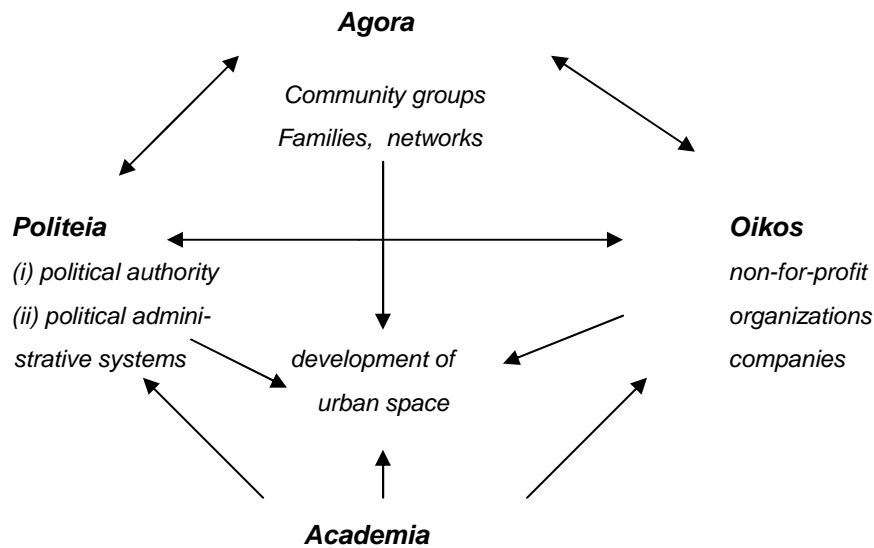 Agora
Community groups
Families, networks
Politeia
(i) political authority
(ii) political admini-
strative systems
Oikos
non-for-profit
organizations
companies
development of
urban space
Academia